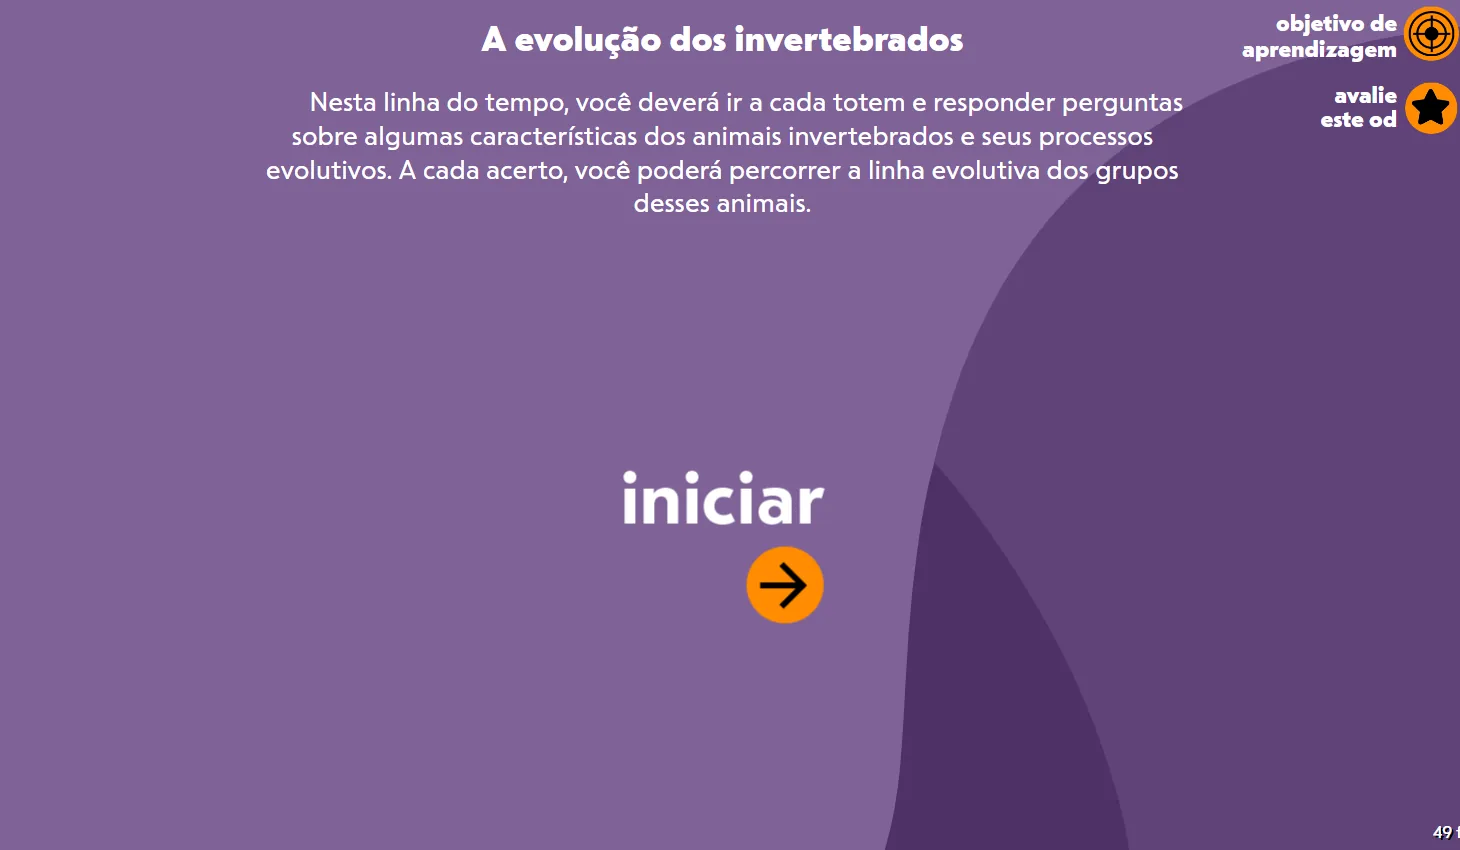 A evolução dos invertebrados
Nesta linha do tempo, você deverá ir a cada totem e responder perguntas
sobre algumas características dos animais invertebrados e seus processos
evolutivos. A cada acerto, você poderá percorrer a linha evolutiva dos grupos
desses animais.
objetivo de
aprendizagem
avalie
este od
iniciar
49